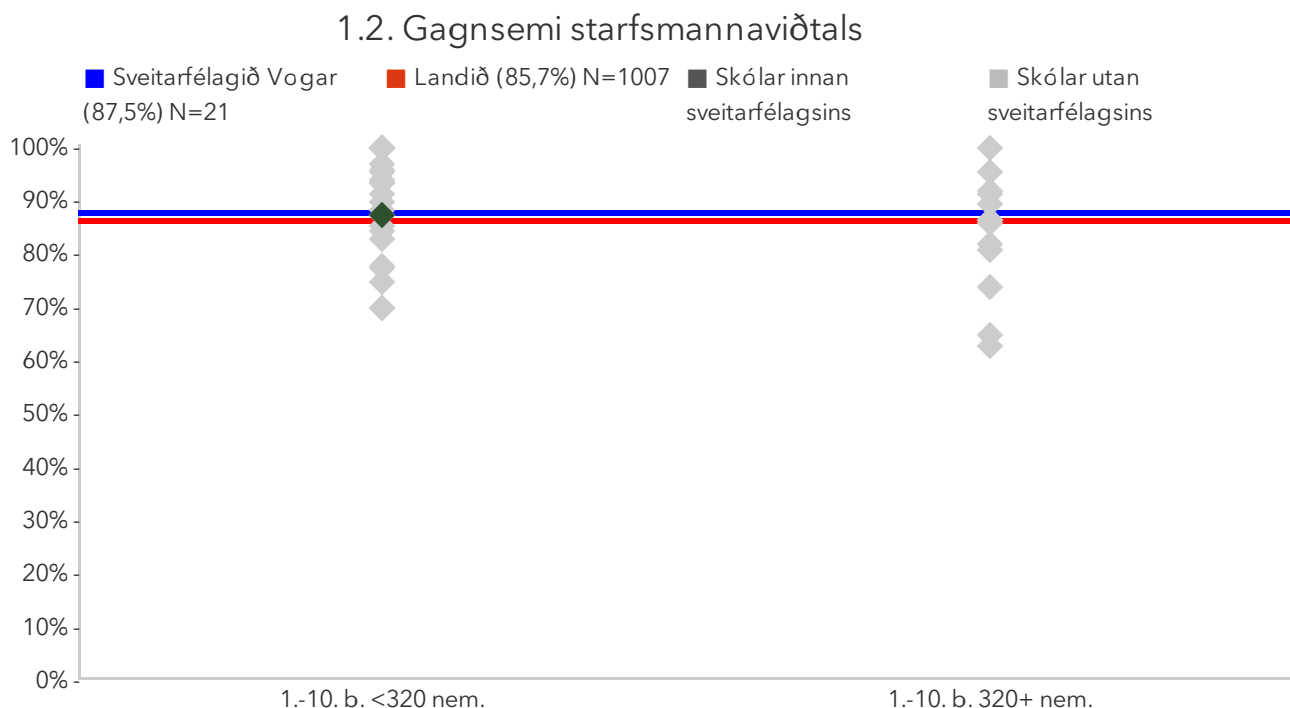 1.2. Gagnsemi starfsmannaviðtals
Sveitarfélagið Vogar (87,5%) N=21
Landið (85,7%) N=1007
Skólar innan sveitarfélagsins
Skólar utan sveitarfélagsins
100%
90%
80%
70%
60%
50%
40%
30%
20%
10%
0%
1.-10. b. <320 nem.
1.-10. b. 320+ nem.